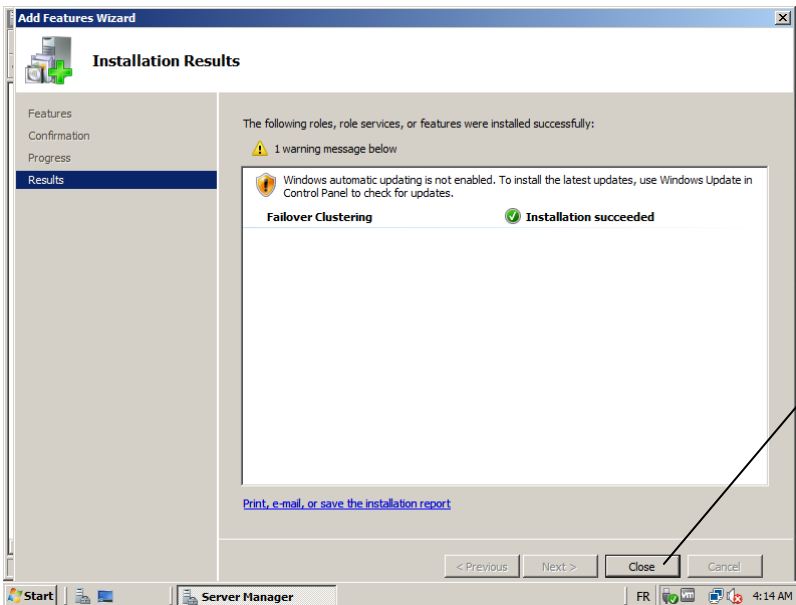 Add Features Wizard
Installation Results
Features
Confirmation
Progress
Results
The following roles, role services, or features were installed successfully:
1 warning message below
Windows automatic updating is not enabled. To install the latest updates, use Windows Update in
Control Panel to check for updates.
Failover Clustering
Installation succeeded
Print, e-mail, or save the installation report
< Previous
Next >
Close
Cancel
Start
Server Manager
FR
vm
4:14 AM